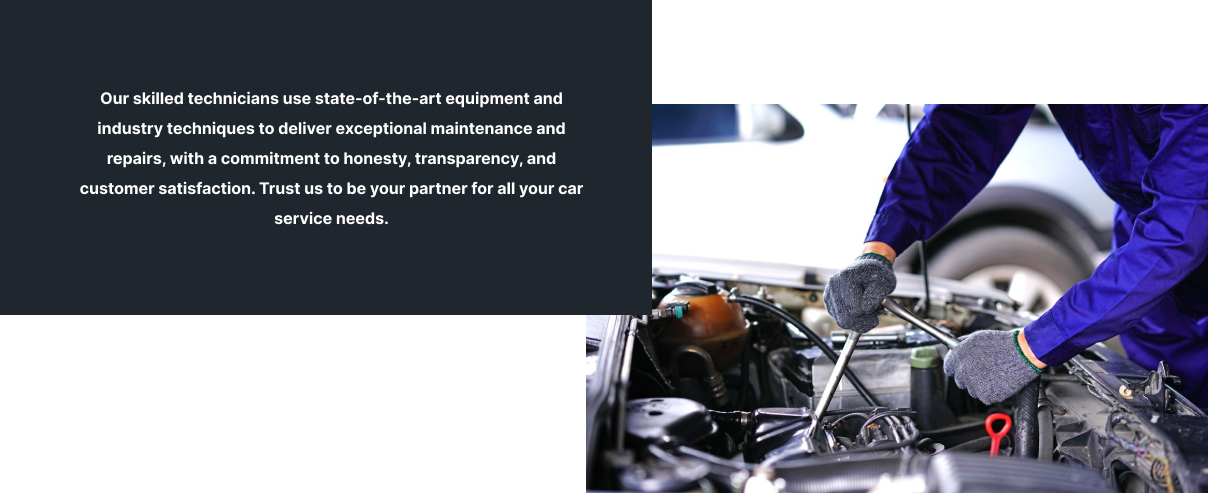 Our skilled technicians use state-of-the-art equipment and
industry techniques to deliver exceptional maintenance and
repairs, with a commitment to honesty, transparency, and
customer satisfaction. Trust us to be your partner for all your car
service needs.